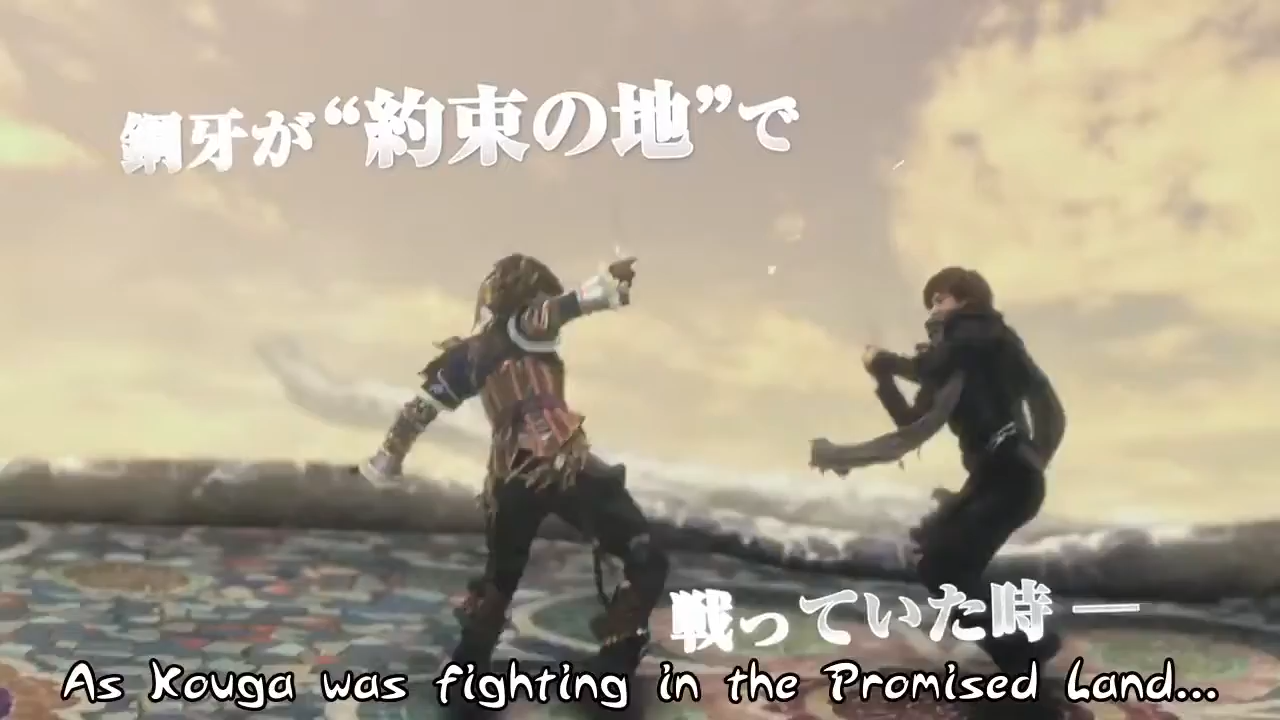 鋼牙が“約束の地”で
戦っていた時―
As Kouga was fighting in the Promised Land...